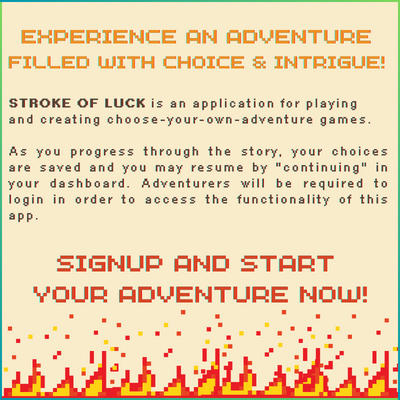 EXPERIENCE AN ADVENTURE
FILLED WITH CHOICE & INTRIGUE!
STROKE OF LUCK is an application for playing
and creating choose-your-own-adventure games.
As you progress through the story, your choices
are saved and you may resume by "continuing" in
your dashboard. Adventurers will be required to
login in order to access the functionality of this
app.
SIGNUP AND START
YOUR ADVENTURE NOW!